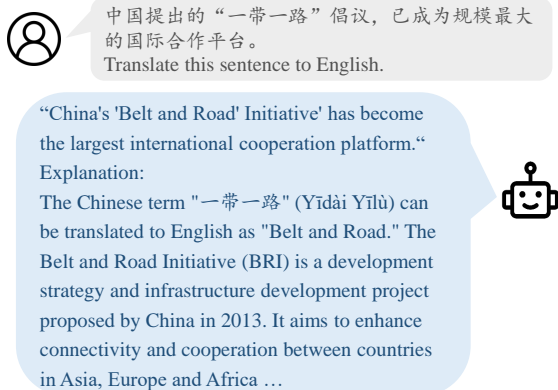 中国提出的“一带一路”倡议，已成为规模最大
的国际合作平台。
Translate this sentence to English.
“China's 'Belt and Road' Initiative' has become
the largest international cooperation platform.“
Explanation:
The Chinese term "一带一路" (Yīdài Yīlù) can
be translated to English as "Belt and Road." The
Belt and Road Initiative (BRI) is a development
strategy and infrastructure development project
proposed by China in 2013. It aims to enhance
connectivity and cooperation between countries
in Asia, Europe and Africa …